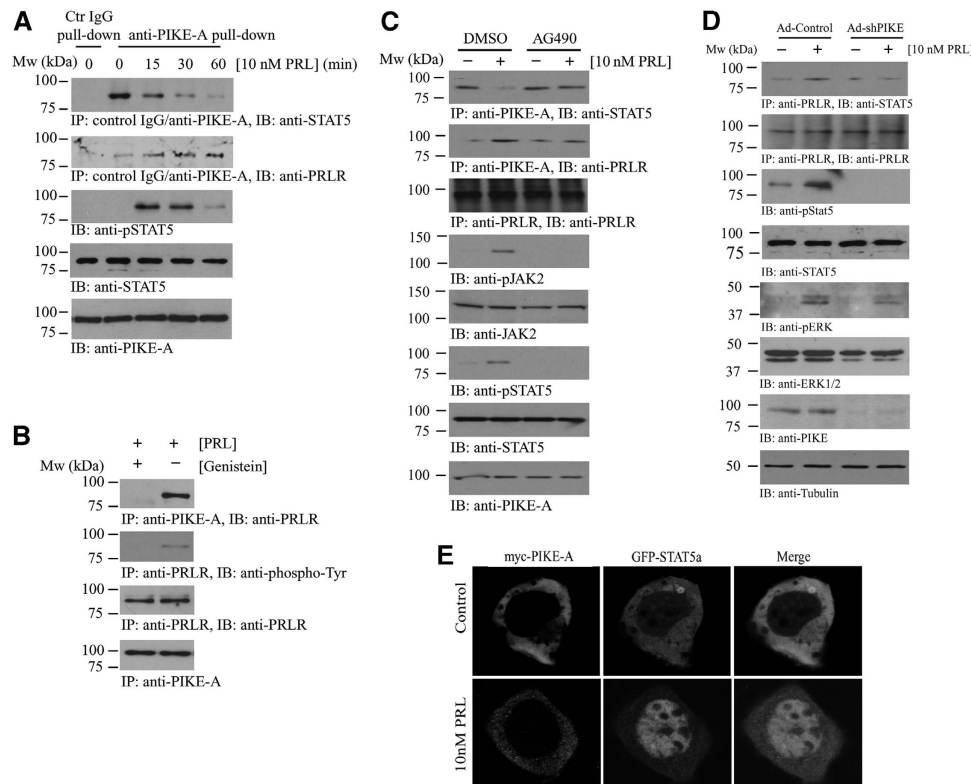 A
Ctr IgG
pull-down anti-PIKE-A pull-down
Mw (kDa) 0 0 15 30 60 [10 nM PRL] (min)
100
75
IP: control IgG/anti-PIKE-A, IB: anti-STAT5
100
75
IP: control IgG/anti-PIKE-A, IB: anti-PRLR
100
75
IB: anti-pSTAT5
100
75
IB: anti-STAT5
100
75
IB: anti-PIKE-A
B
+ + [PRL]
Mw (kDa) + − [Genistein]
100
75
IP: anti-PIKE-A, IB: anti-PRLR
100
75
IP: anti-PRLR, IB: anti-phospho-Tyr
100
75
IP: anti-PRLR, IB: anti-PRLR
100
75
IP: anti-PIKE-A
C
DMSO AG490
Mw (kDa) − + − + [10 nM PRL]
100
75
IP: anti-PIKE-A, IB: anti-STAT5
100
75
IP: anti-PIKE-A, IB: anti-PRLR
100
IP: anti-PRLR, IB: anti-PRLR
150
100
IB: anti-pJAK2
150
100
IB: anti-JAK2
100
75
IB: anti-pSTAT5
100
75
IB: anti-STAT5
100
IB: anti-PIKE-A
D
Ad-Control Ad-shPIKE
Mw (kDa) − + − + [10 nM PRL]
100
75
IP: anti-PRLR, IB: anti-STAT5
100
75
IP: anti-PRLR, IB: anti-PRLR
100
75
IB: anti-pStat5
100
75
IB: anti-STAT5
50
37
IB: anti-pERK
50
37
IB: anti-ERK1/2
100
75
IB: anti-PIKE
50
IB: anti-Tubulin
E
myc-PIKE-A GFP-STAT5a Merge
Control
10nM PRL